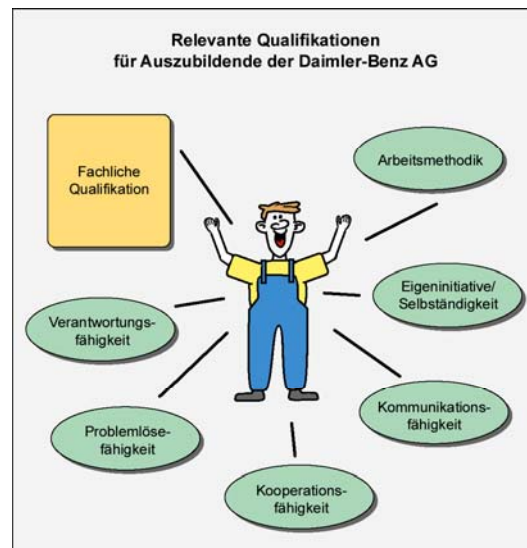 Relevante Qualifikationen
für Auszubildende der Daimler-Benz AG
Fachliche
Qualifikation
Arbeitsmethodik
Eigeninitiative/
Selbständigkeit
Verantwortungs-
fähigkeit
Kommunikations-
fähigkeit
Problemlöse-
fähigkeit
Kooperations-
fähigkeit